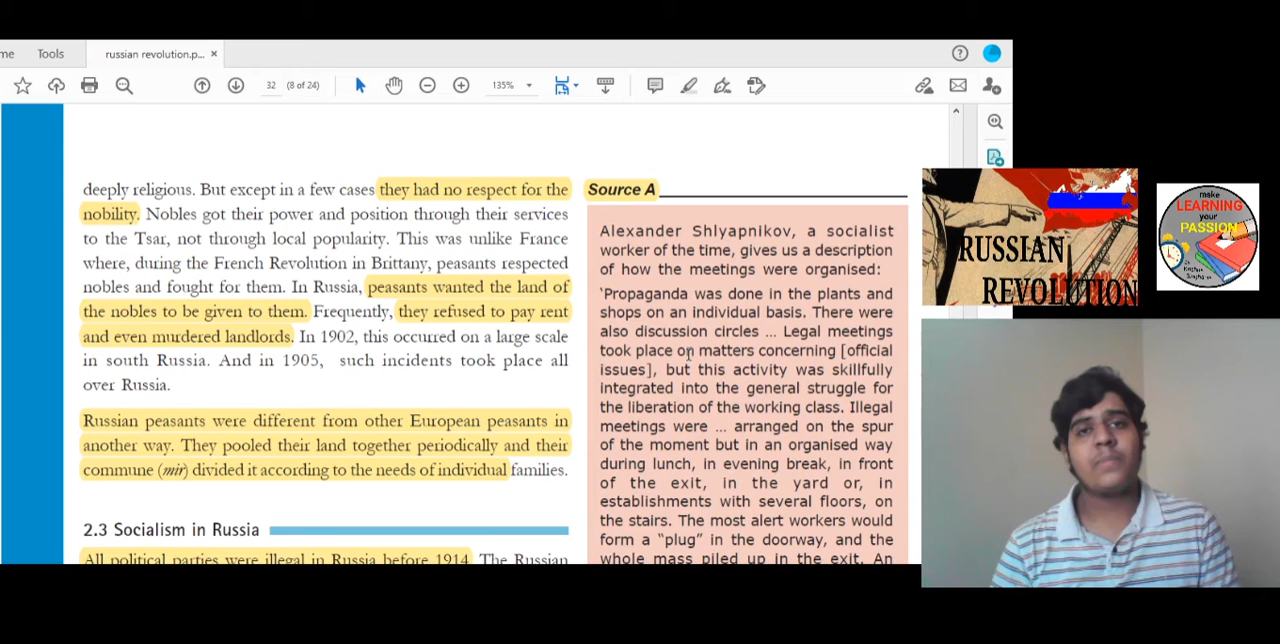 me
Tools
russian revolution.p...
32
(8 of 24)
135%
deeply religious. But except in a few cases they had no respect for the
nobility. Nobles got their power and position through their services
to the Tsar, not through local popularity. This was unlike France
where, during the French Revolution in Brittany, peasants respected
nobles and fought for them. In Russia, peasants wanted the land of
the nobles to be given to them. Frequently, they refused to pay rent
and even murdered landlords. In 1902, this occurred on a large scale
in south Russia. And in 1905, such incidents took place all
over Russia.
Russian peasants were different from other European peasants in
another way. They pooled their land together periodically and their
commune (mir) divided it according to the needs of individual families.
2.3 Socialism in Russia
All political parties were illegal in Russia before 1914. The Russian
Source A
Alexander Shlyapnikov, a socialist
worker of the time, gives us a description
of how the meetings were organised:
‘Propaganda was done in the plants and
shops on an individual basis. There were
also discussion circles ... Legal meetings
took place on matters concerning [official
issues], but this activity was skillfully
integrated into the general struggle for
the liberation of the working class. Illegal
meetings were ... arranged on the spur
of the moment but in an organised way
during lunch, in evening break, in front
of the exit, in the yard or, in
establishments with several floors, on
the stairs. The most alert workers would
form a “plug” in the doorway, and the
whole mass piled up in the exit. An
RUSSIAN
REVOLUTION
make
LEARNING
your
PASSION